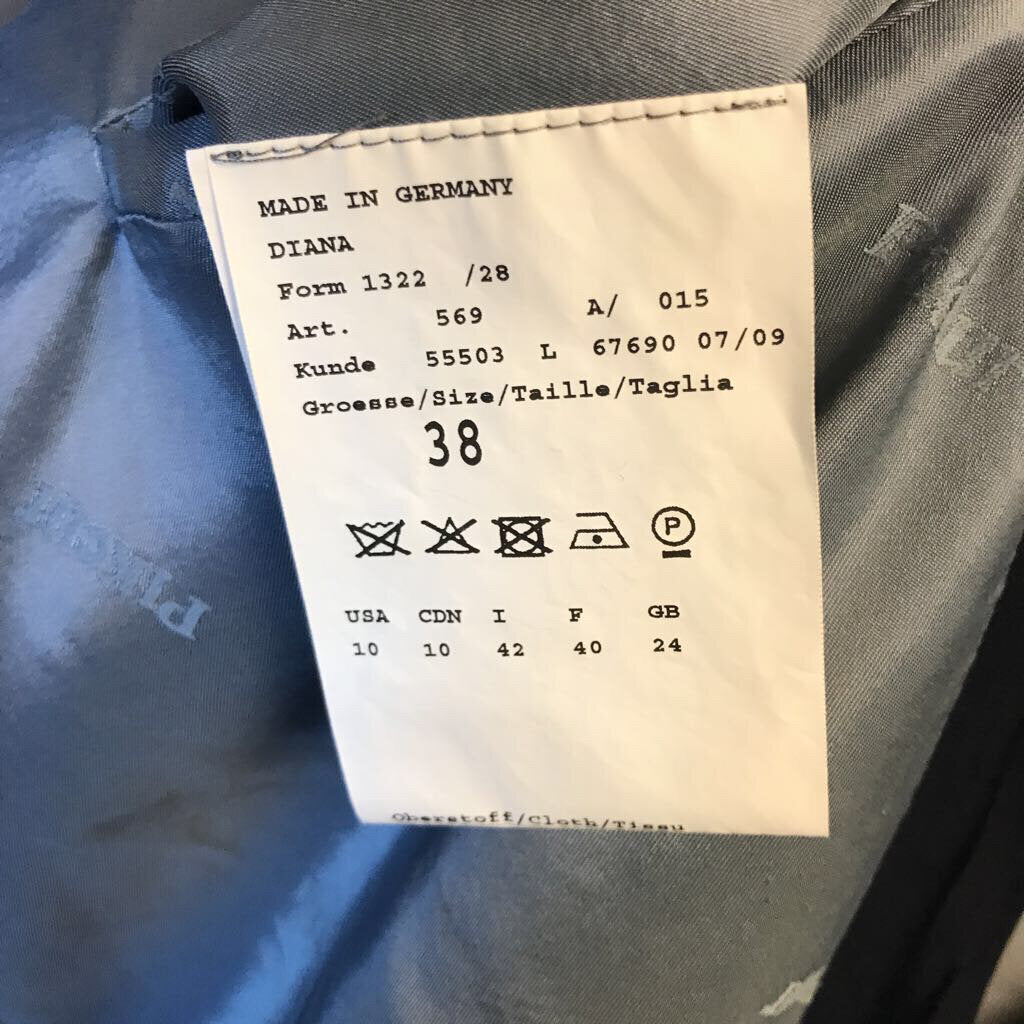 MADE IN GERMANY
DIANA
Form 1322 /28
Art. 569 A/ 015
Kunde 55503 L 67690 07/09
Groesse/Size/Taille/Taglia
38
P
USA CDN I F GB
10 10 42 40 24
Oberstoff/Cloth/Tissu